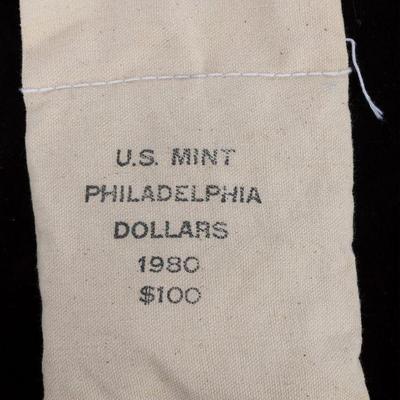 U.S. MINT
PHILADELPHIA
DOLLARS
1980
$100